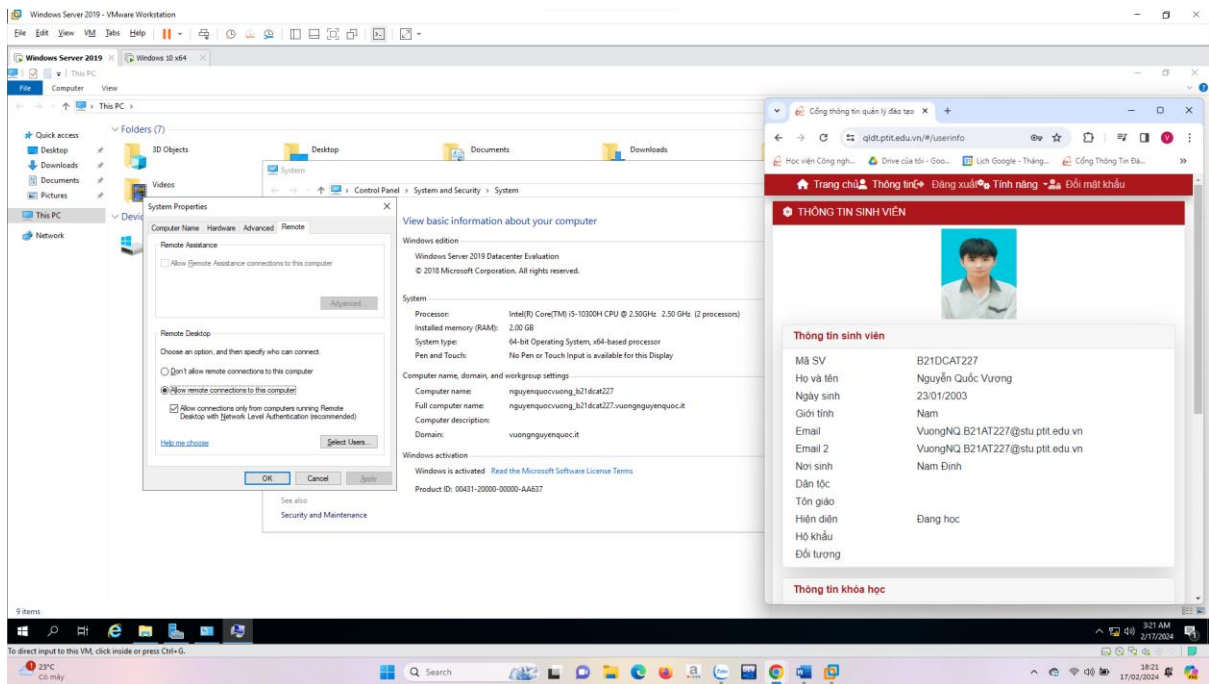 Windows Server 2019 - VMware Workstation
File Edit View VM Tabs Help
Windows Server 2019
Windows 10 x64
This PC
File Computer View
This PC
Quick access
Desktop
Downloads
Documents
Pictures
This PC
Network
Folders (7)
3D Objects
Desktop
Documents
Downloads
Videos
System
Control Panel > System and Security > System
System Properties
Computer Name Hardware Advanced Remote
Remote Assistance
Allow Remote Assistance connections to this computer
Advanced...
Remote Desktop
Choose an option, and then specify who can connect.
Don't allow remote connections to this computer
Allow remote connections to this computer
Allow connections only from computers running Remote
Desktop with Network Level Authentication (recommended)
Help me choose
Select Users...
OK Cancel Apply
View basic information about your computer
Windows edition
Windows Server 2019 Datacenter Evaluation
© 2018 Microsoft Corporation. All rights reserved.
System
Processor: Intel(R) Core(TM) i5-10300H CPU @ 2.50GHz 2.50 GHz (2 processors)
Installed memory (RAM): 2.00 GB
System type: 64-bit Operating System, x64-based processor
Pen and Touch: No Pen or Touch Input is available for this Display
Computer name, domain, and workgroup settings
Computer name: nguyenquocvuong_b21dcat227
Full computer name: nguyenquocvuong_b21dcat227.vuongnguyenquoc.it
Computer description:
Domain: vuongnguyenquoc.it
Windows activation
Windows is activated Read the Microsoft Software License Terms
Product ID: 00431-20000-00000-AA637
See also
Security and Maintenance
9 items
Cổng thông tin quản lý đào tạo
qldt.ptit.edu.vn/#/userinfo
Học viện Công ngh... Drive của tôi - Goo... Lịch Google - Tháng... Cổng Thông Tin Đà...
Trang chủ Thông tin Đăng xuất Tính năng Đổi mật khẩu
THÔNG TIN SINH VIÊN
Thông tin sinh viên
Mã SV B21DCAT227
Họ và tên Nguyễn Quốc Vượng
Ngày sinh 23/01/2003
Giới tính Nam
Email VuongNQ.B21AT227@stu.ptit.edu.vn
Email 2 VuongNQ.B21AT227@stu.ptit.edu.vn
Nơi sinh Nam Định
Dân tộc
Tôn giáo
Hiện diện Đang học
Hộ khẩu
Đối tượng
Thông tin khóa học
3:21 AM
2/17/2024
To direct input to this VM, click inside or press Ctrl+G.
23°C
Có mây
Search
18:21
17/02/2024